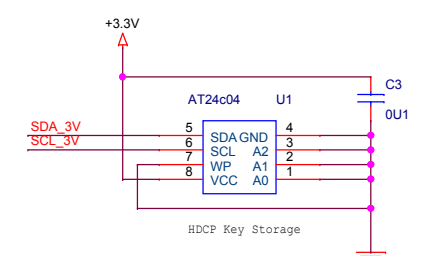 +3.3V
C3
0U1
AT24c04 U1
SDA_3V 5 SDA GND 4
SCL_3V 6 SCL A2 3
7 WP A1 2
8 VCC A0 1
HDCP Key Storage